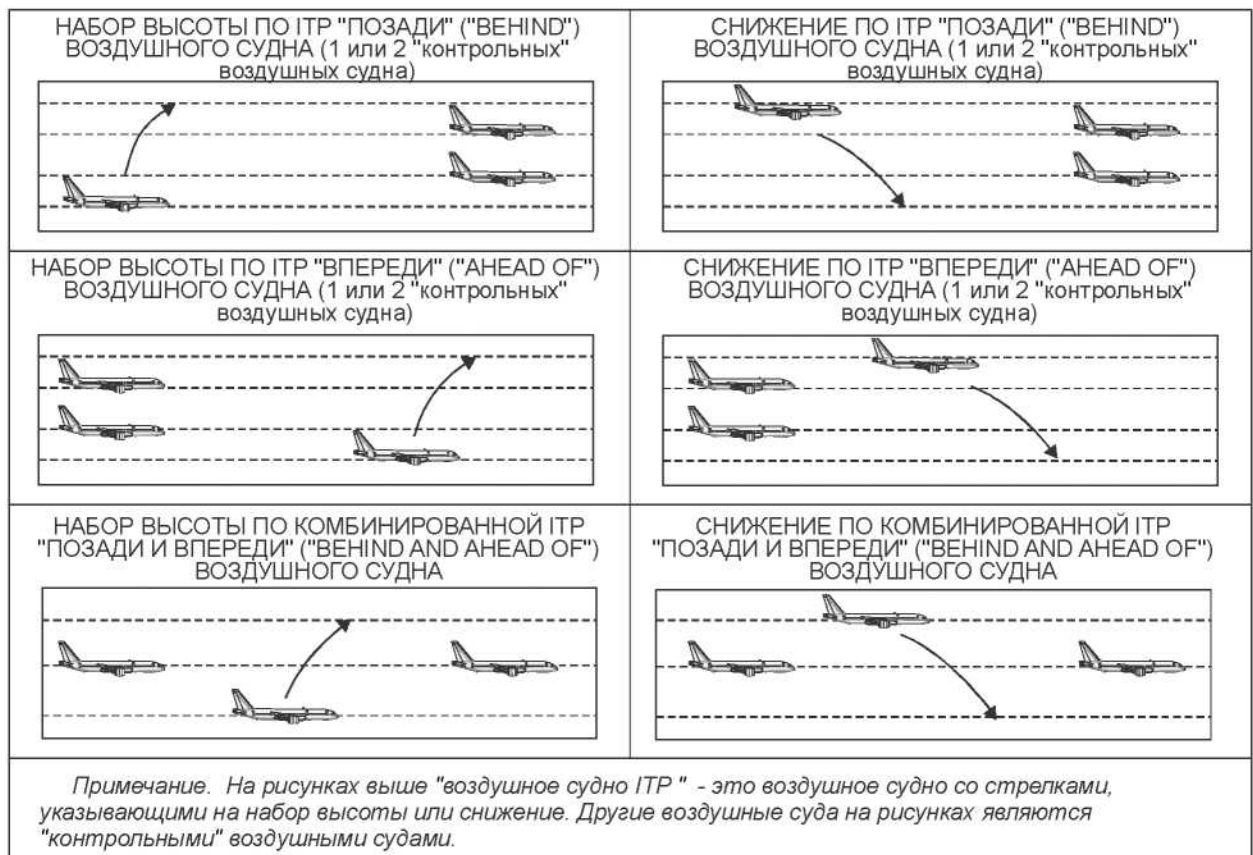 НАБОР ВЫСОТЫ ПО ITP "ПОЗАДИ" ("BEHIND")
ВОЗДУШНОГО СУДНА (1 или 2 "контрольных"
воздушных судна)
СНИЖЕНИЕ ПО ITP "ПОЗАДИ" ("BEHIND")
ВОЗДУШНОГО СУДНА (1 или 2 "контрольных"
воздушных судна)
НАБОР ВЫСОТЫ ПО ITP "ВПЕРЕДИ" ("AHEAD OF")
ВОЗДУШНОГО СУДНА (1 или 2 "контрольных"
воздушных судна)
СНИЖЕНИЕ ПО ITP "ВПЕРЕДИ" ("AHEAD OF")
ВОЗДУШНОГО СУДНА (1 или 2 "контрольных"
воздушных судна)
НАБОР ВЫСОТЫ ПО КОМБИНИРОВАННОЙ ITP
"ПОЗАДИ И ВПЕРЕДИ" ("BEHIND AND AHEAD OF")
ВОЗДУШНОГО СУДНА
СНИЖЕНИЕ ПО КОМБИНИРОВАННОЙ ITP
"ПОЗАДИ И ВПЕРЕДИ" ("BEHIND AND AHEAD OF")
ВОЗДУШНОГО СУДНА
Примечание. На рисунках выше "воздушное судно ITP " - это воздушное судно со стрелками,
указывающими на набор высоты или снижение. Другие воздушные суда на рисунках являются
"контрольными" воздушными судами.